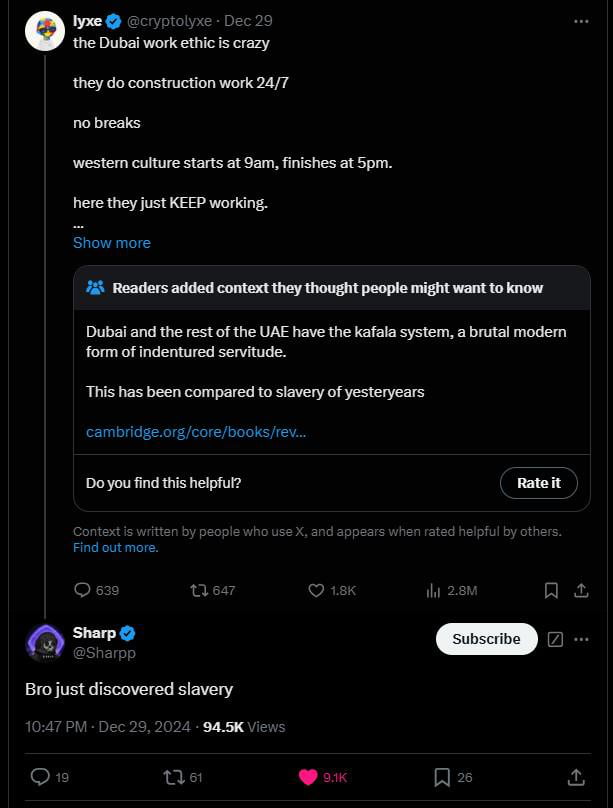 lyxe @cryptolyxe · Dec 29
the Dubai work ethic is crazy
they do construction work 24/7
no breaks
western culture starts at 9am, finishes at 5pm.
here they just KEEP working.
...
Show more
Readers added context they thought people might want to know
Dubai and the rest of the UAE have the kafala system, a brutal modern
form of indentured servitude.
This has been compared to slavery of yesteryears
cambridge.org/core/books/rev...
Do you find this helpful?
Rate it
Context is written by people who use X, and appears when rated helpful by others.
Find out more.
639 647 1.8K 2.8M
Sharp
Subscribe
@Sharpp
Bro just discovered slavery
10:47 PM · Dec 29, 2024 · 94.5K Views
19 61 9.1K 26